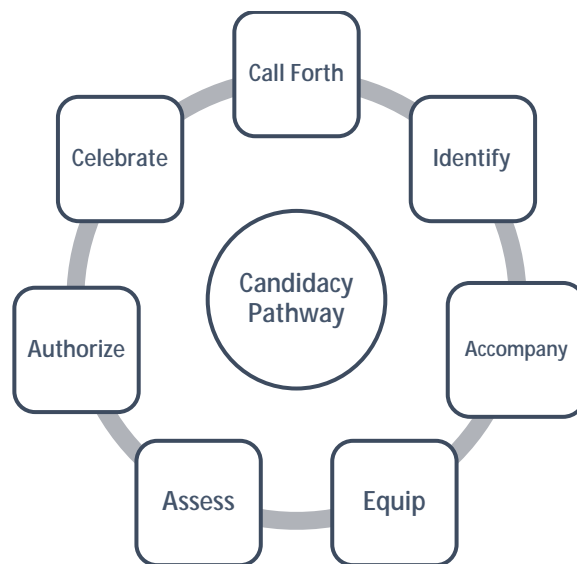 Call Forth
Identify
Accompany
Equip
Assess
Authorize
Celebrate
Candidacy
Pathway